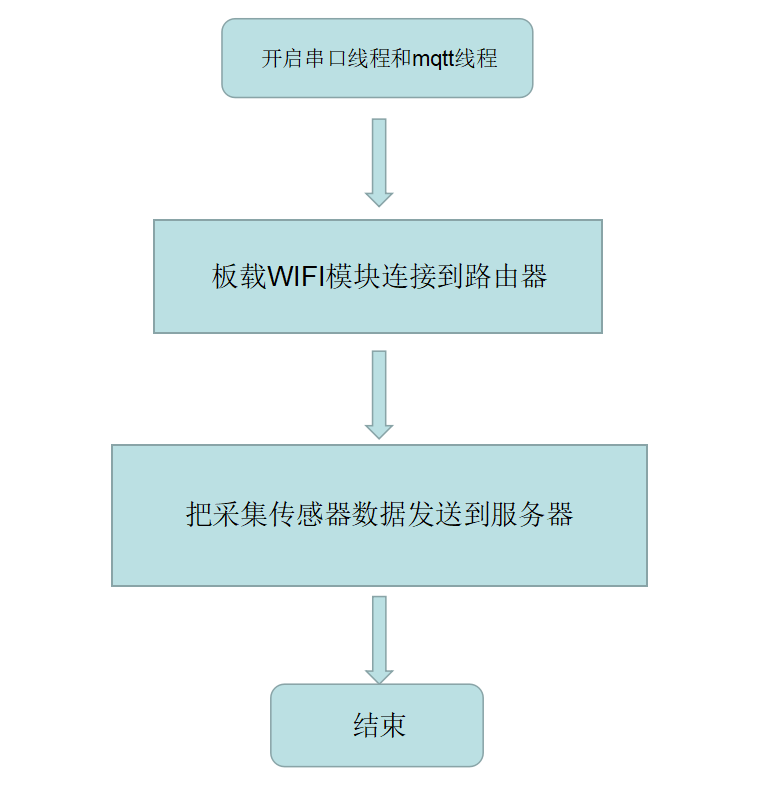 开启串口线程和mqtt线程
板载WIFI模块连接到路由器
把采集传感器数据发送到服务器
结束